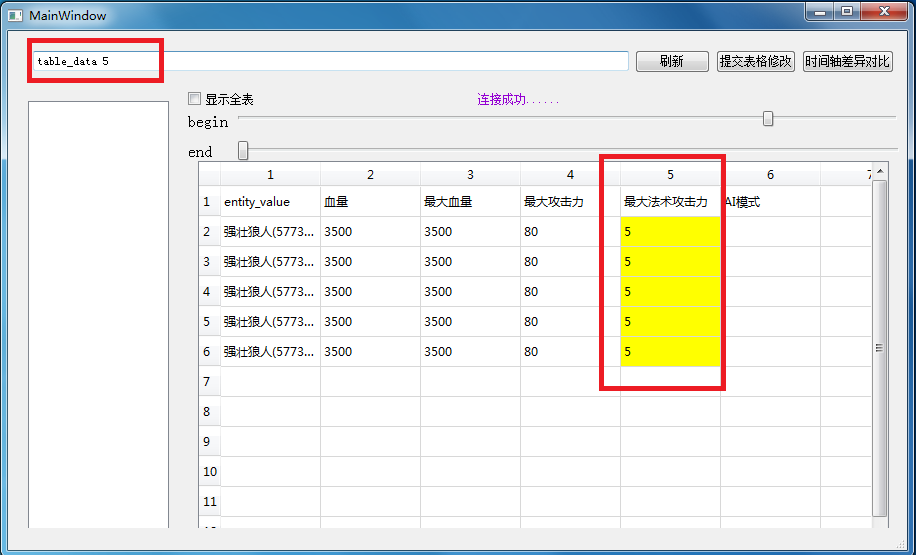 MainWindow
table_data 5
刷新
提交表格修改
时间轴差异对比
显示全表
连接成功......
begin
end
1 2 3 4 5 6 7
1 entity_value 血量 最大血量 最大攻击力 最大法术攻击力 AI模式
2 强壮狼人(5773... 3500 3500 80 5
3 强壮狼人(5773... 3500 3500 80 5
4 强壮狼人(5773... 3500 3500 80 5
5 强壮狼人(5773... 3500 3500 80 5
6 强壮狼人(5773... 3500 3500 80 5
7
8
9
10
11